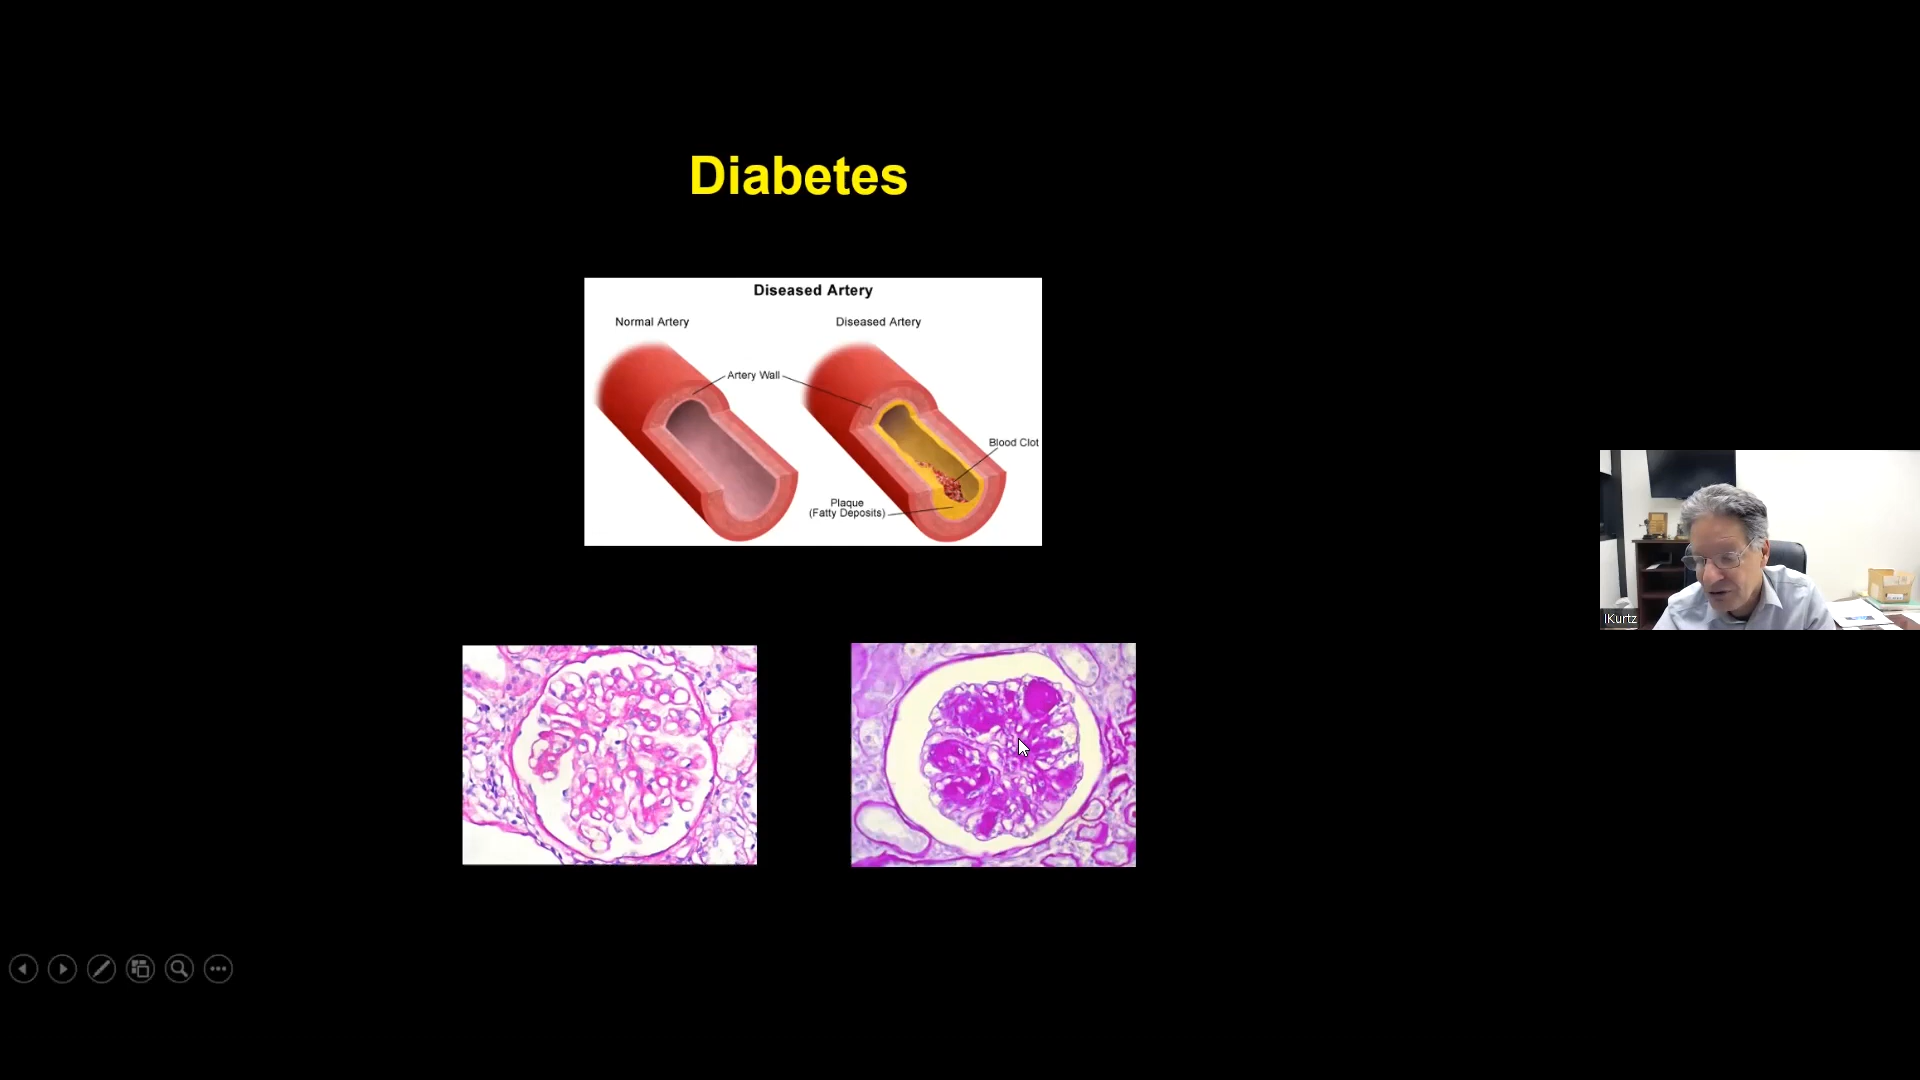 Diabetes
Diseased Artery
Normal Artery
Diseased Artery
Artery Wall
Blood Clot
Plaque
(Fatty Deposits)
IKurtz